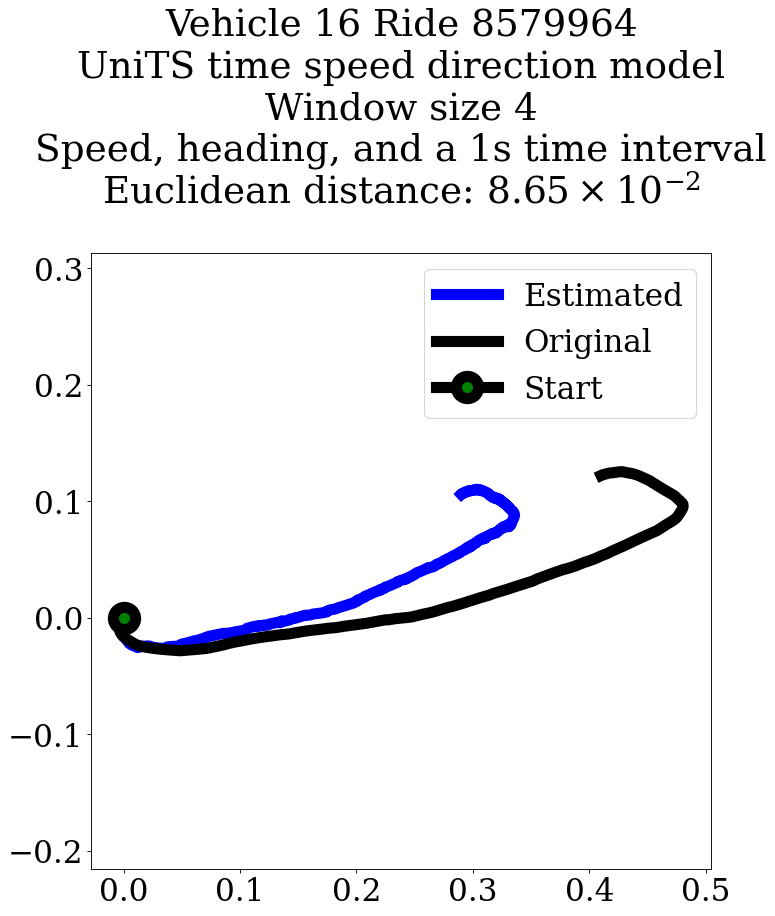 Vehicle 16 Ride 8579964
UniTS time speed direction model
Window size 4
Speed, heading, and a 1s time interval
Euclidean distance: 8.65 × 10⁻²
0.3
0.2
0.1
0.0
−0.1
−0.2
Estimated
Original
Start
0.0 0.1 0.2 0.3 0.4 0.5